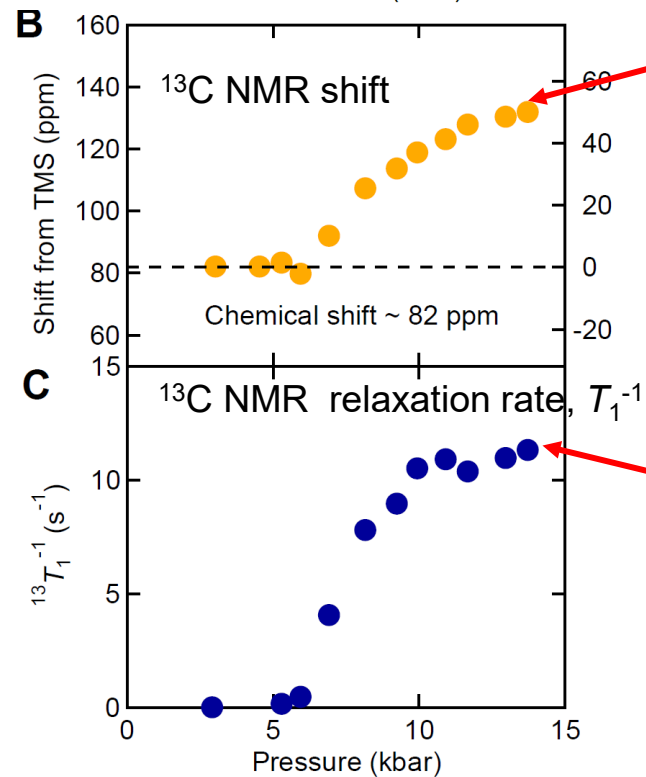 B
160
140
120
100
80
60
Shift from TMS (ppm)
¹³C NMR shift
60
40
20
0
-20
Chemical shift ~ 82 ppm
C
15
10
5
0
¹³T₁⁻¹ (s⁻¹)
¹³C NMR relaxation rate, T₁⁻¹
0
5
10
15
Pressure (kbar)